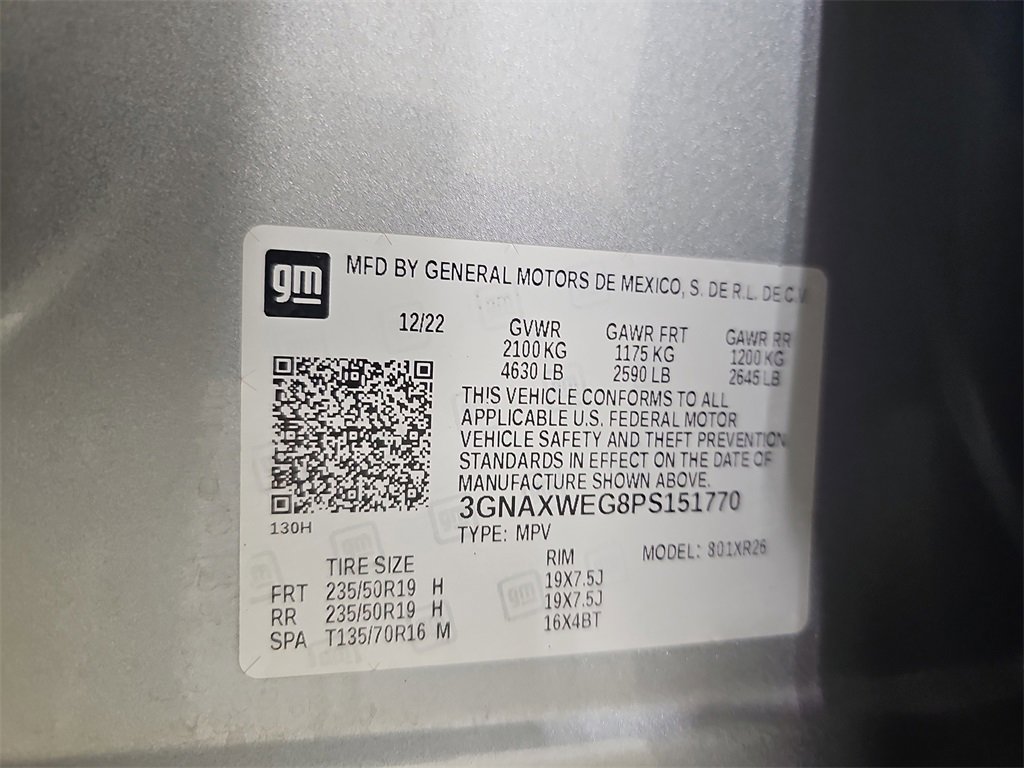 gm
MFD BY GENERAL MOTORS DE MEXICO, S. DE R.L. DE C.V
12/22
GVWR GAWR FRT GAWR RR
2100 KG 1175 KG 1200 KG
4630 LB 2590 LB 2645 LB
THIS VEHICLE CONFORMS TO ALL
APPLICABLE U.S. FEDERAL MOTOR
VEHICLE SAFETY AND THEFT PREVENTION
STANDARDS IN EFFECT ON THE DATE OF
MANUFACTURE SHOWN ABOVE.
3GNAXWEG8PS151770
130H
TYPE: MPV
MODEL: 801XR26
TIRE SIZE RIM
FRT 235/50R19 H 19X7.5J
RR 235/50R19 H 19X7.5J
SPA T135/70R16 M 16X4BT
gm